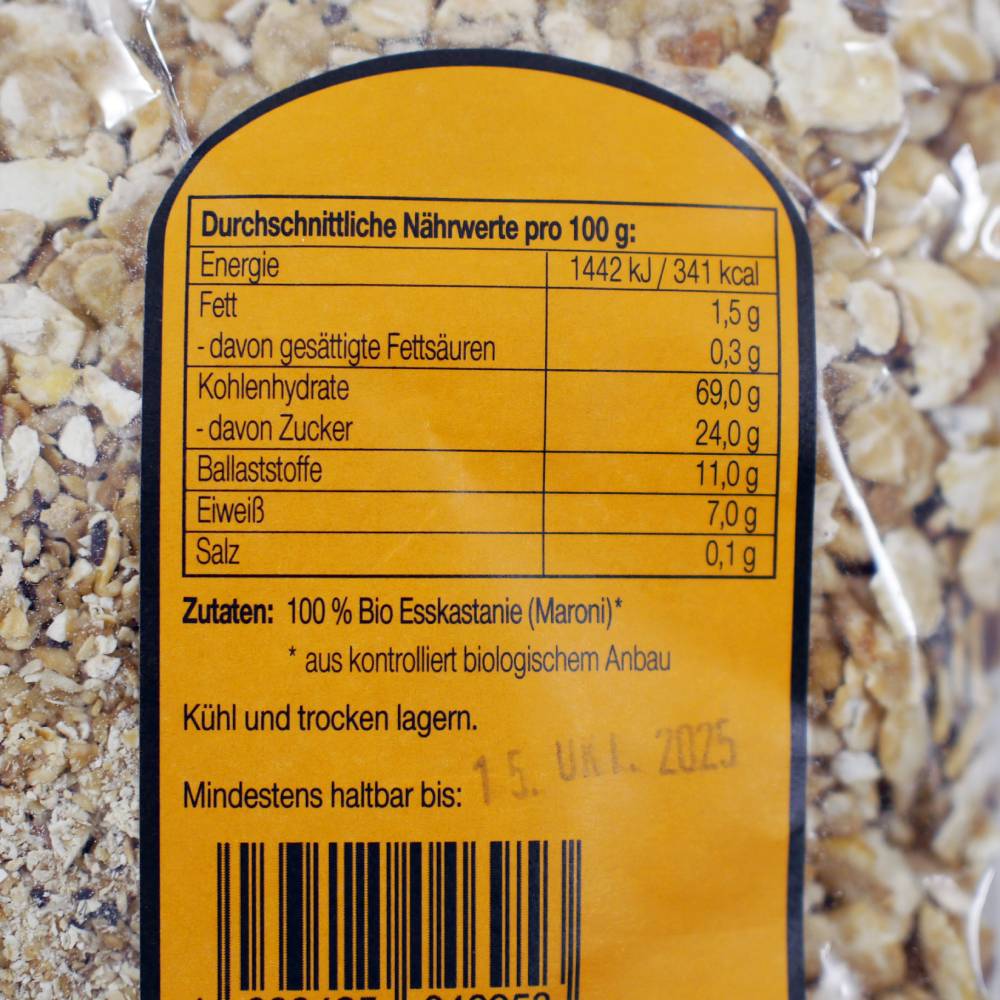 Durchschnittliche Nährwerte pro 100 g:
Energie 1442 kJ / 341 kcal
Fett 1,5 g
- davon gesättigte Fettsäuren 0,3 g
Kohlenhydrate 69,0 g
- davon Zucker 24,0 g
Ballaststoffe 11,0 g
Eiweiß 7,0 g
Salz 0,1 g
Zutaten: 100 % Bio Esskastanie (Maroni)*
* aus kontrolliert biologischem Anbau
Kühl und trocken lagern.
Mindestens haltbar bis: 15. OKT. 2025